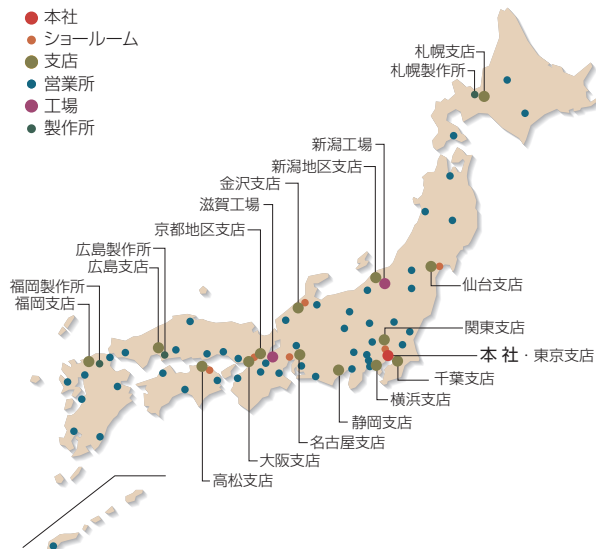 本社
ショールーム
支店
営業所
工場
製作所
札幌支店
札幌製作所
新潟工場
新潟地区支店
金沢支店
滋賀工場
京都地区支店
広島製作所
広島支店
福岡製作所
福岡支店
仙台支店
関東支店
本社・東京支店
千葉支店
横浜支店
静岡支店
名古屋支店
大阪支店
高松支店